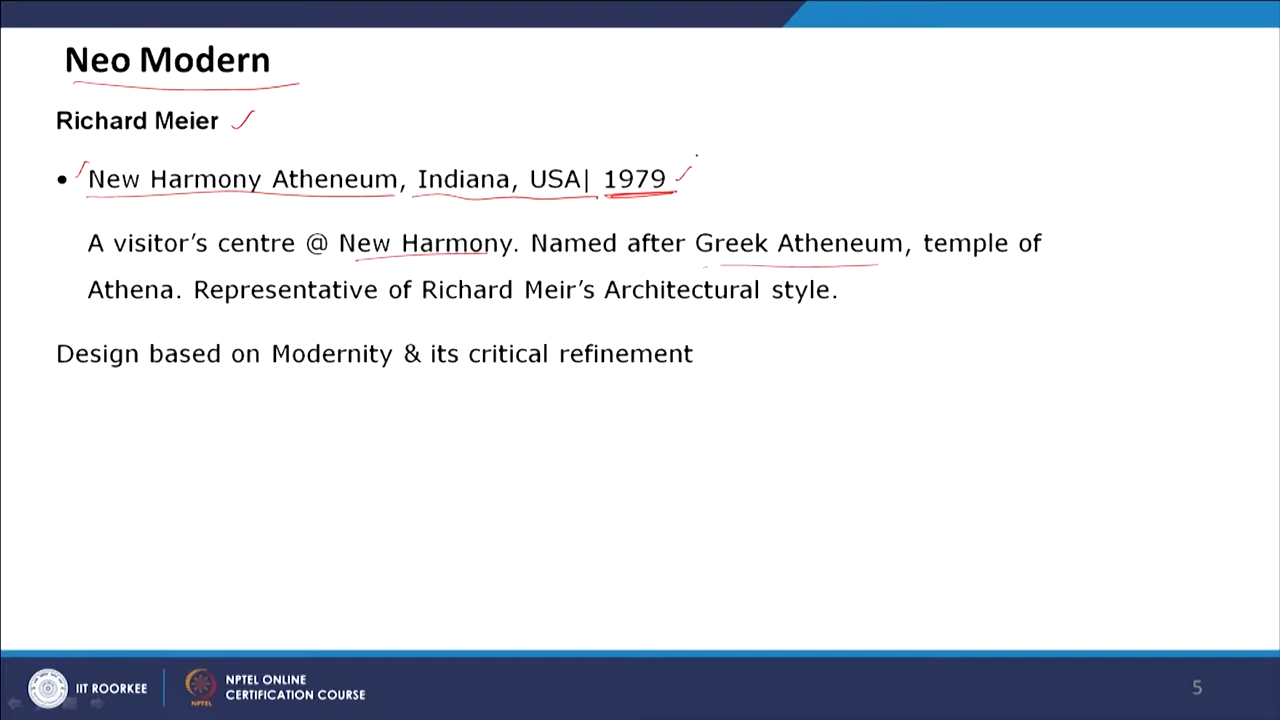 Neo Modern
Richard Meier
• New Harmony Atheneum, Indiana, USA| 1979
A visitor's centre @ New Harmony. Named after Greek Atheneum, temple of
Athena. Representative of Richard Meir's Architectural style.
Design based on Modernity & its critical refinement
IIT ROORKEE
NPTEL
NPTEL ONLINE
CERTIFICATION COURSE
5